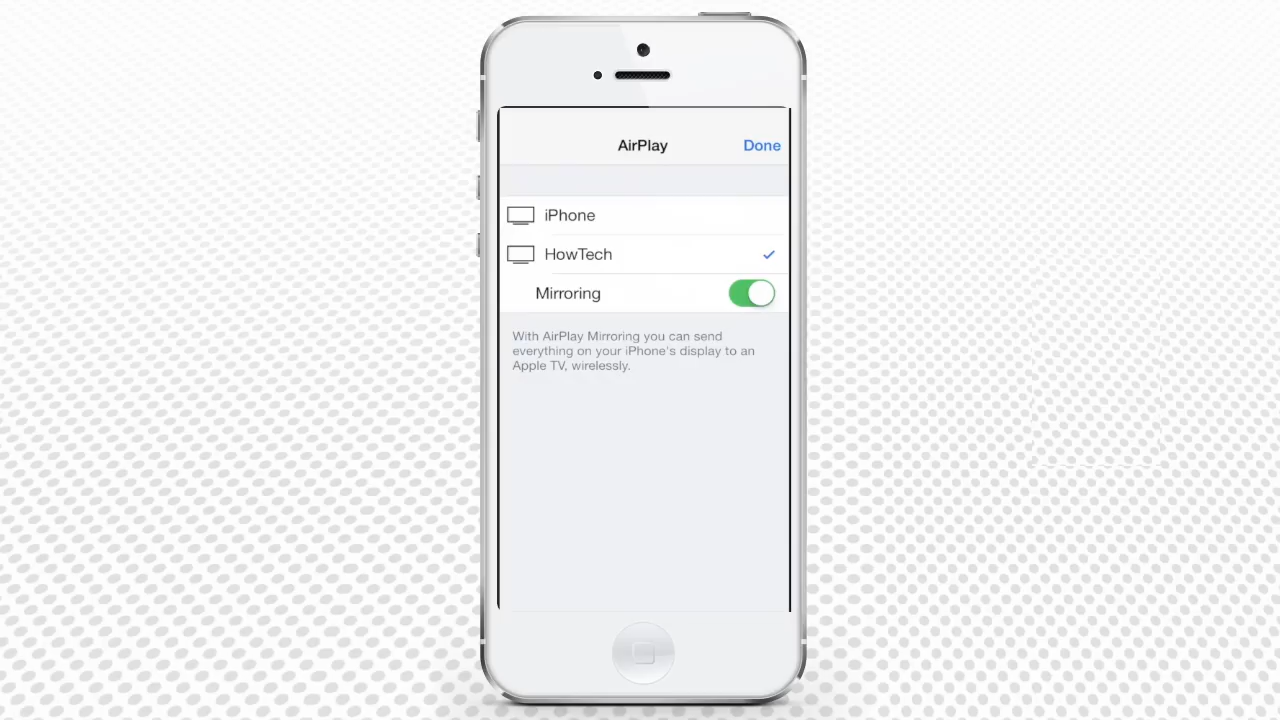 AirPlay
Done
iPhone
HowTech
Mirroring
With AirPlay Mirroring you can send
everything on your iPhone's display to an
Apple TV, wirelessly.